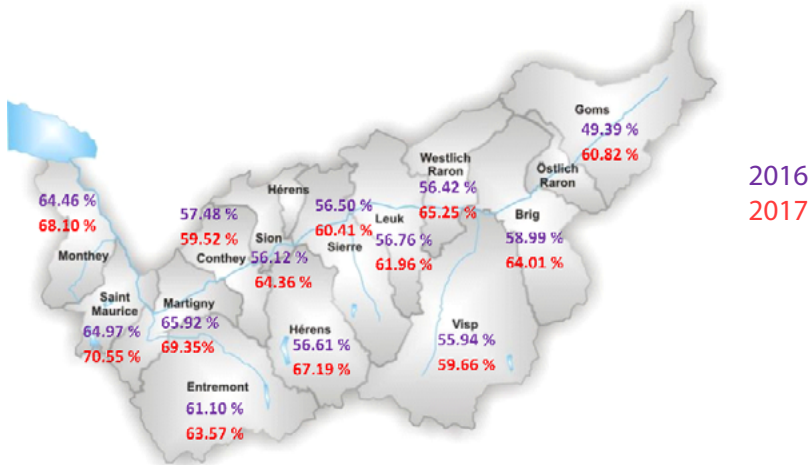 Goms
49.39 %
60.82 %
Östlich
Raron
Westlich
Raron
56.42 %
65.25 %
Brig
58.99 %
64.01 %
Leuk
56.76 %
61.96 %
Visp
55.94 %
59.66 %
Hérens
56.50 %
60.41 %
Sierre
Sion
56.12 %
64.36 %
57.48 %
59.52 %
Conthey
Hérens
56.61 %
67.19 %
64.46 %
68.10 %
Monthey
Saint
Maurice
64.97 %
70.55 %
Martigny
65.92 %
69.35%
Entremont
61.10 %
63.57 %
2016
2017